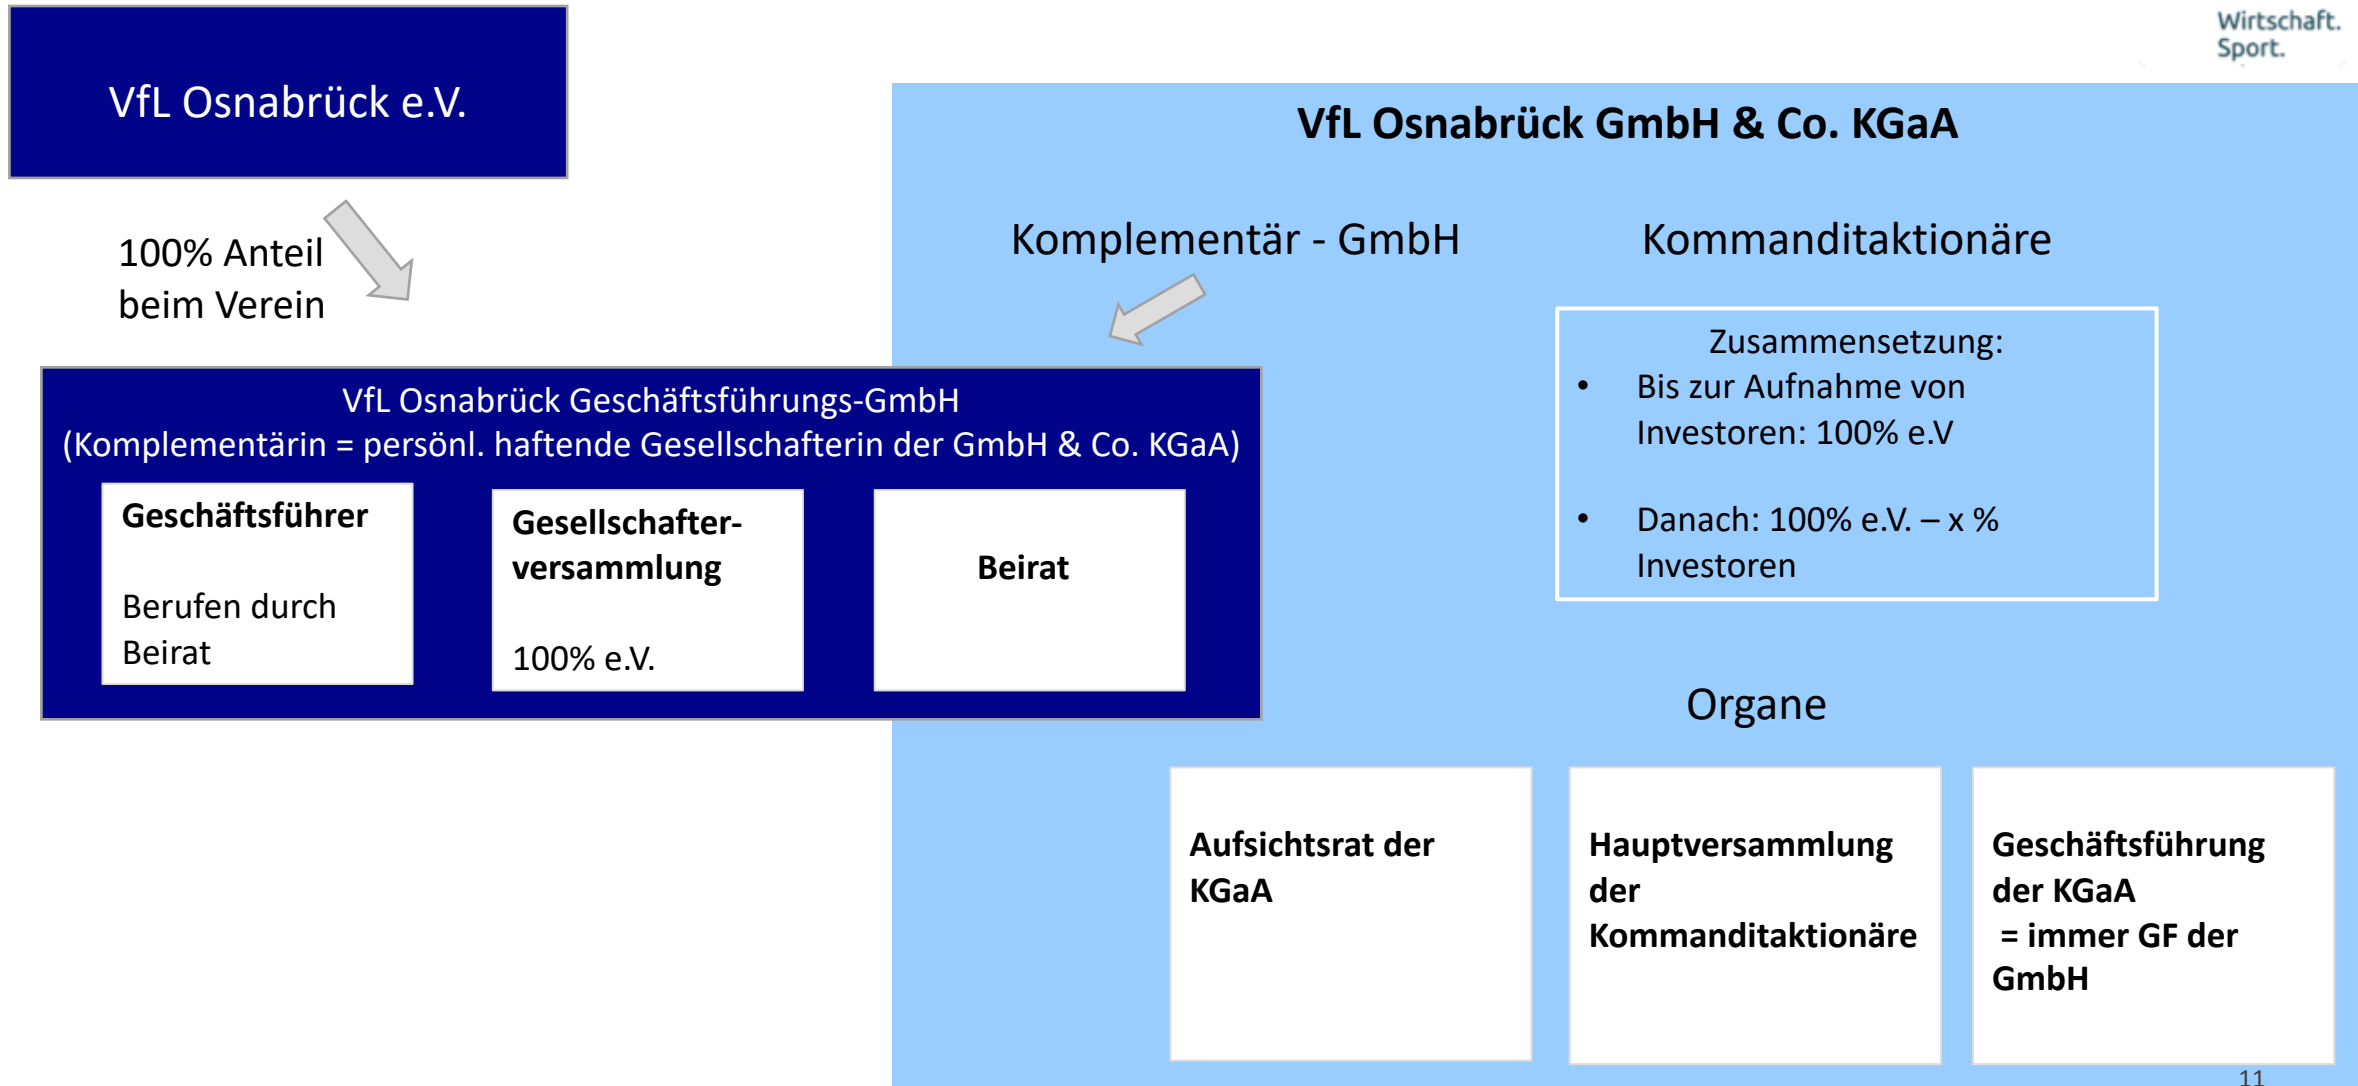 Wirtschaft.
Sport.
VfL Osnabrück e.V.
100% Anteil
beim Verein
VfL Osnabrück GmbH & Co. KGaA
Komplementär - GmbH
Kommanditaktionäre
Zusammensetzung:
• Bis zur Aufnahme von
Investoren: 100% e.V
• Danach: 100% e.V. – x %
Investoren
VfL Osnabrück Geschäftsführungs-GmbH
(Komplementärin = persönl. haftende Gesellschafterin der GmbH & Co. KGaA)
Geschäftsführer
Berufen durch
Beirat
Gesellschafter-
versammlung
100% e.V.
Beirat
Organe
Aufsichtsrat der
KGaA
Hauptversammlung
der
Kommanditaktionäre
Geschäftsführung
der KGaA
= immer GF der
GmbH
11